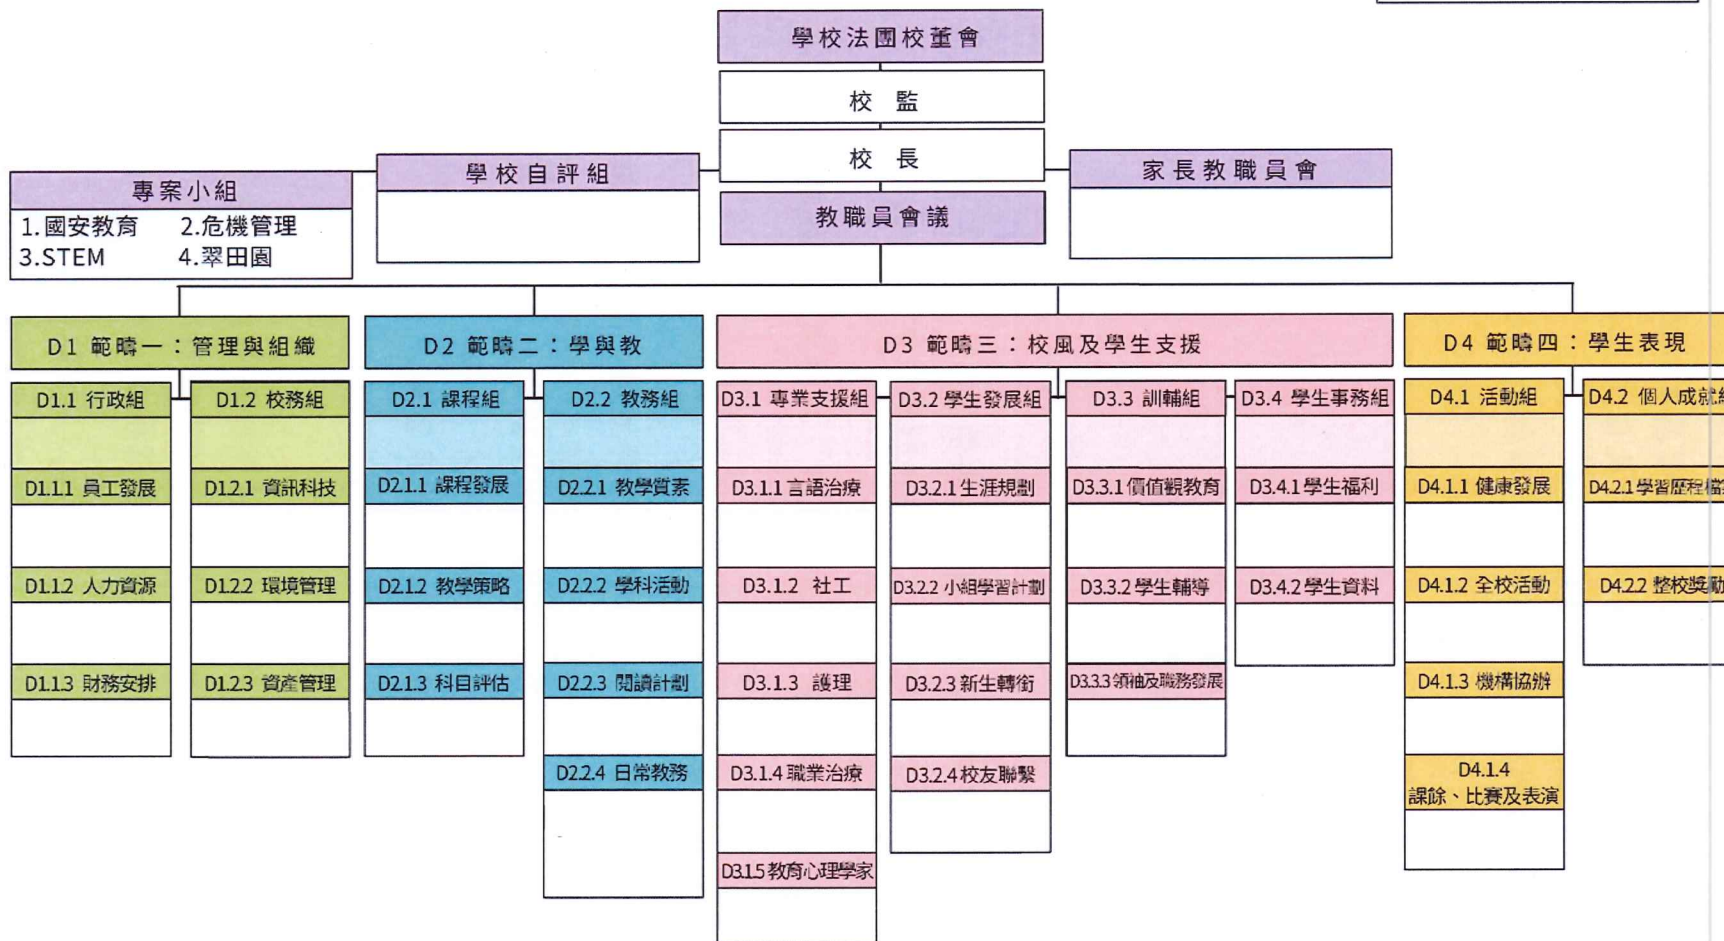 學校法團校董會
校 監
校 長
教職員會議
專案小組
1.國安教育 2.危機管理
3.STEM 4.翠田園
學校自評組
家長教職員會
D1 範疇一：管理與組織
D1.1 行政組
D1.1.1 員工發展
D1.1.2 人力資源
D1.1.3 財務安排
D1.2 校務組
D1.2.1 資訊科技
D1.2.2 環境管理
D1.2.3 資產管理
D2 範疇二：學與教
D2.1 課程組
D2.1.1 課程發展
D2.1.2 教學策略
D2.1.3 科目評估
D2.2 教務組
D2.2.1 教學質素
D2.2.2 學科活動
D2.2.3 閱讀計劃
D2.2.4 日常教務
D3 範疇三：校風及學生支援
D3.1 專業支援組
D3.1.1 言語治療
D3.1.2 社工
D3.1.3 護理
D3.1.4 職業治療
D3.1.5 教育心理學家
D3.2 學生發展組
D3.2.1 生涯規劃
D3.2.2 小組學習計劃
D3.2.3 新生轉銜
D3.2.4 校友聯繫
D3.3 訓輔組
D3.3.1 價值觀教育
D3.3.2 學生輔導
D3.3.3 領袖及職務發展
D3.4 學生事務組
D3.4.1 學生福利
D3.4.2 學生資料
D4 範疇四：學生表現
D4.1 活動組
D4.1.1 健康發展
D4.1.2 全校活動
D4.1.3 機構協辦
D4.1.4
課餘、比賽及表演
D4.2 個人成就
D4.2.1 學習歷程
D4.2.2 整校獎勵